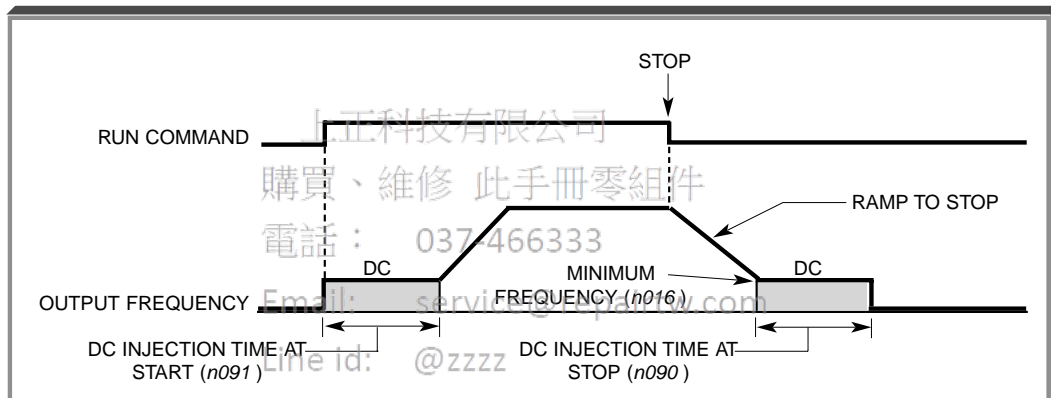 STOP
上正科技有限公司
RUN COMMAND
購買、維修 此手冊零組件
RAMP TO STOP
電話： 037-466333
MINIMUM
FREQUENCY (n016 )
DC
DC
OUTPUT FREQUENCY
Email: service@repairtw.com
DC INJECTION TIME AT
START (n091 )
DC INJECTION TIME AT
STOP (n090 )
Line id: @zzzz